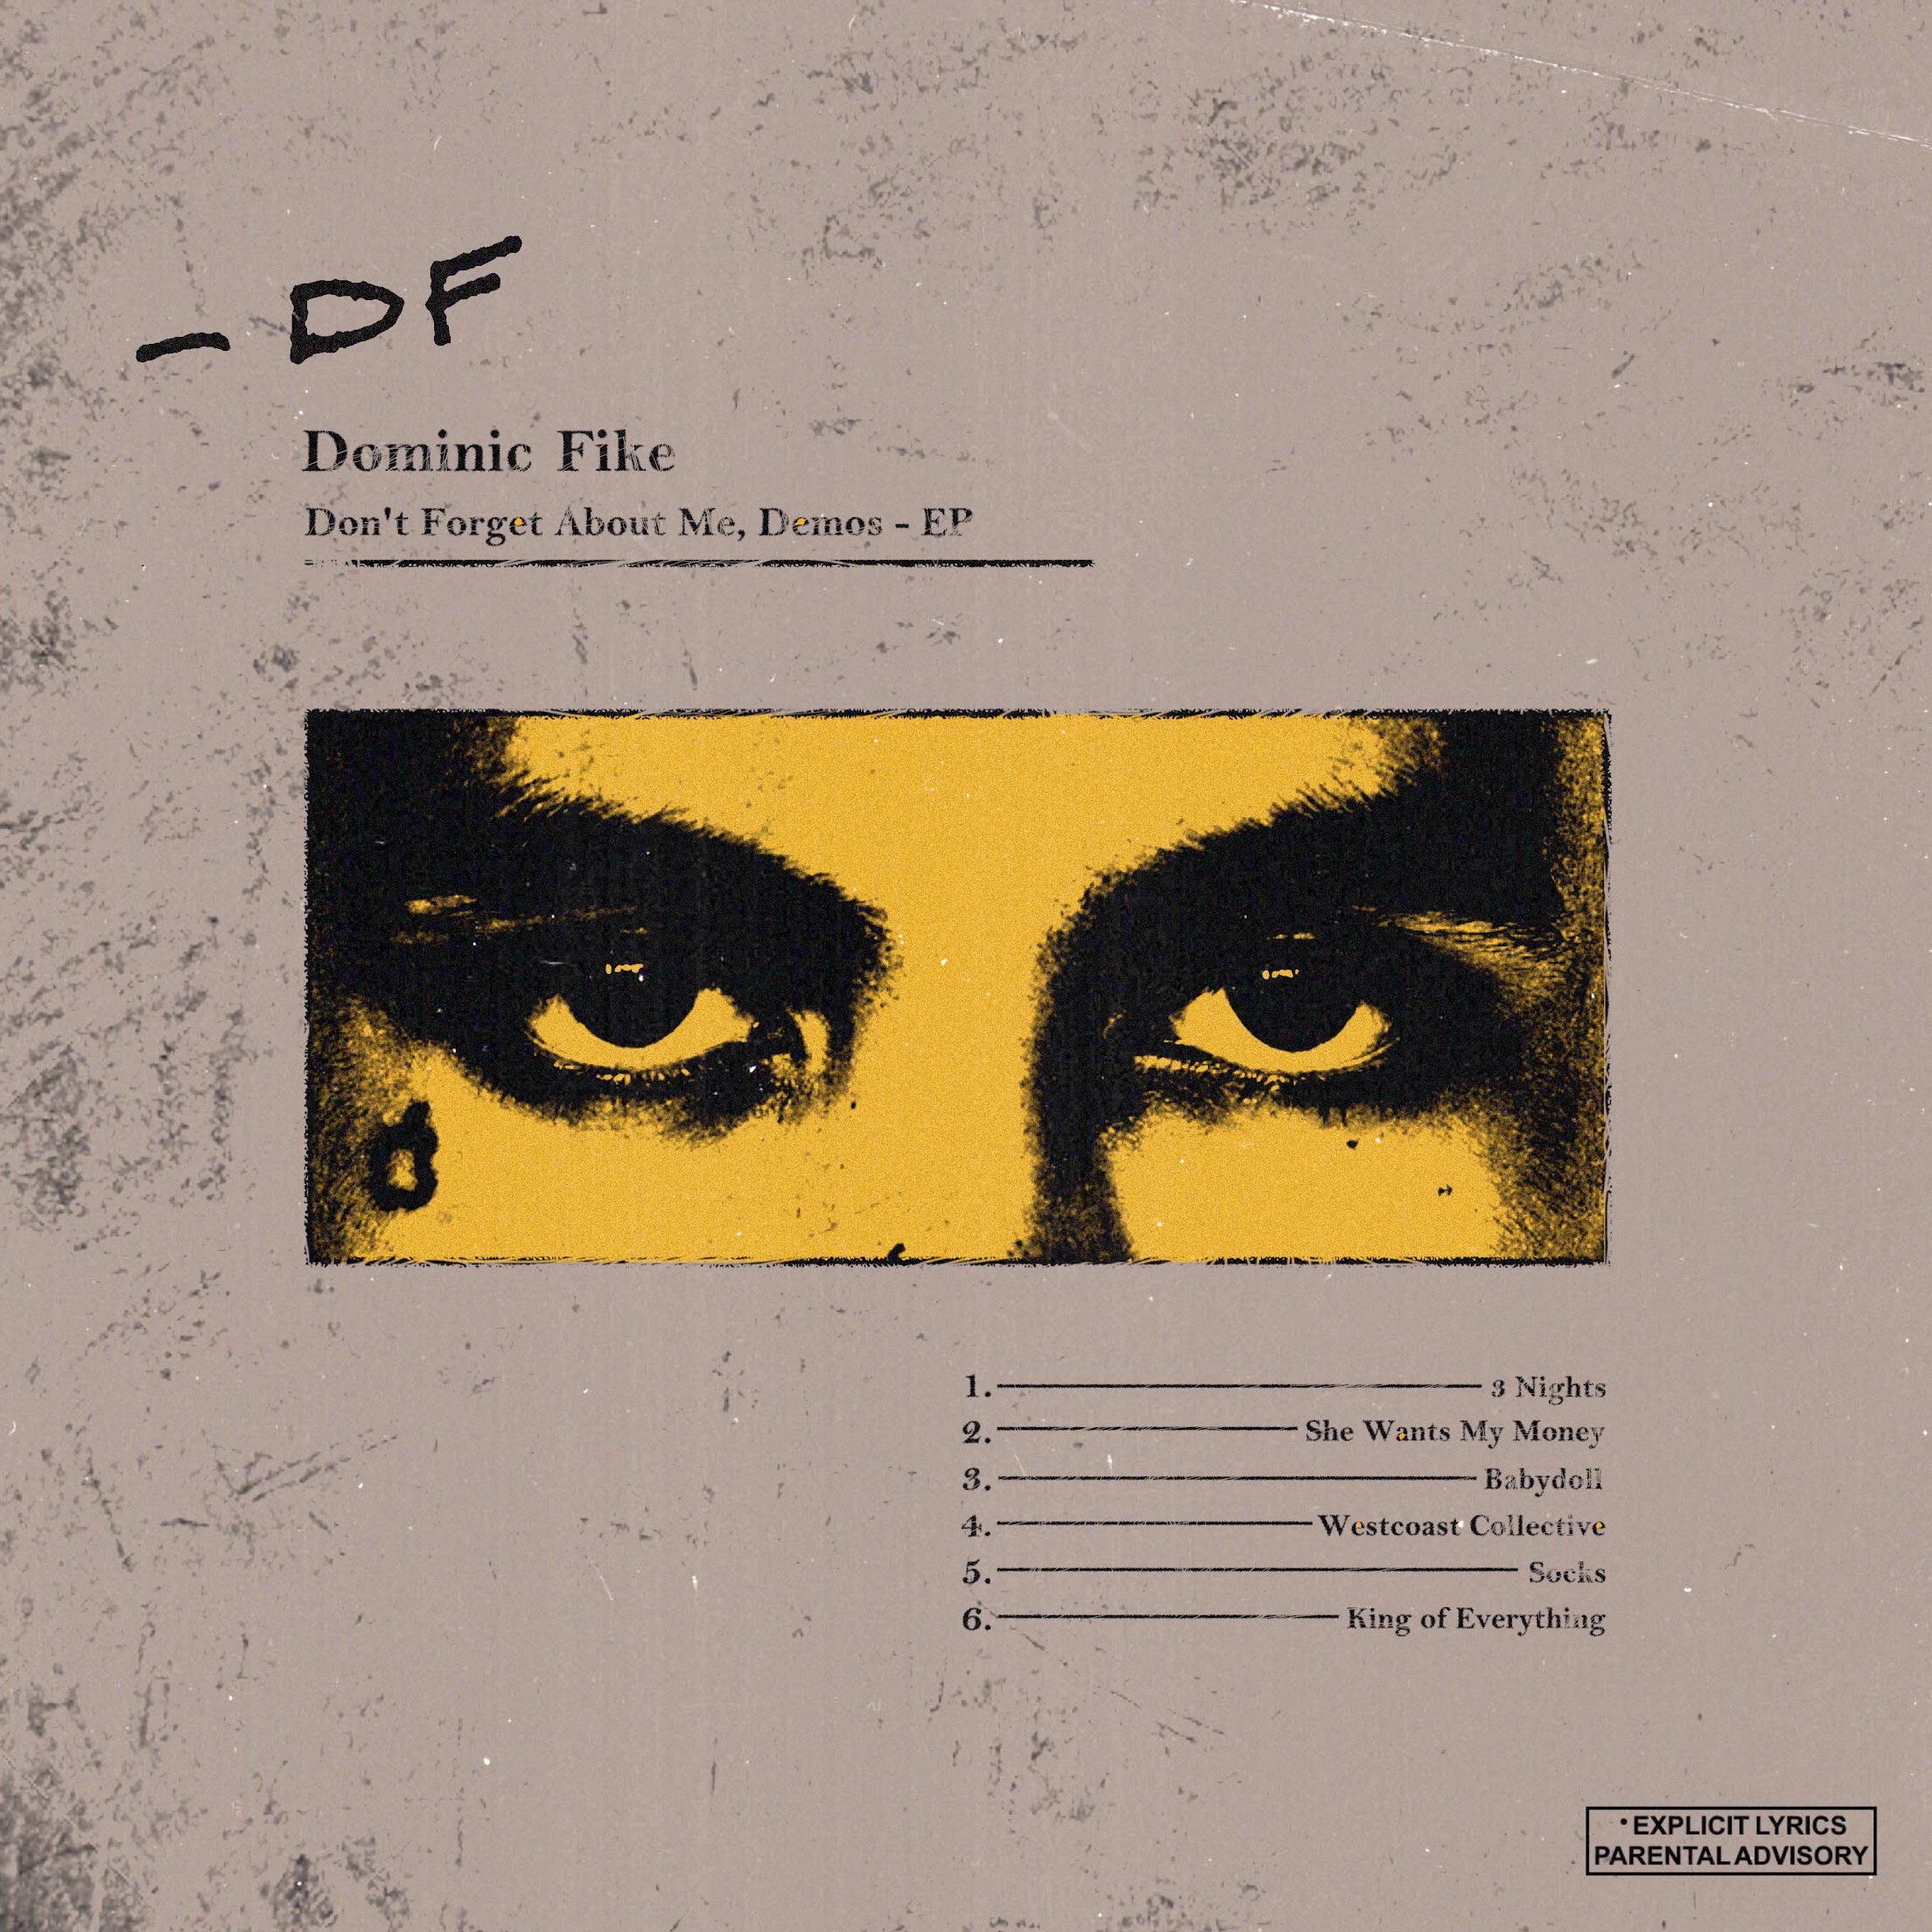 - DF
Dominic Fike
Don't Forget About Me, Demos - EP
1. 3 Nights
2. She Wants My Money
3. Babydoll
4. Westcoast Collective
5. Socks
6. King of Everything
• EXPLICIT LYRICS
PARENTAL ADVISORY